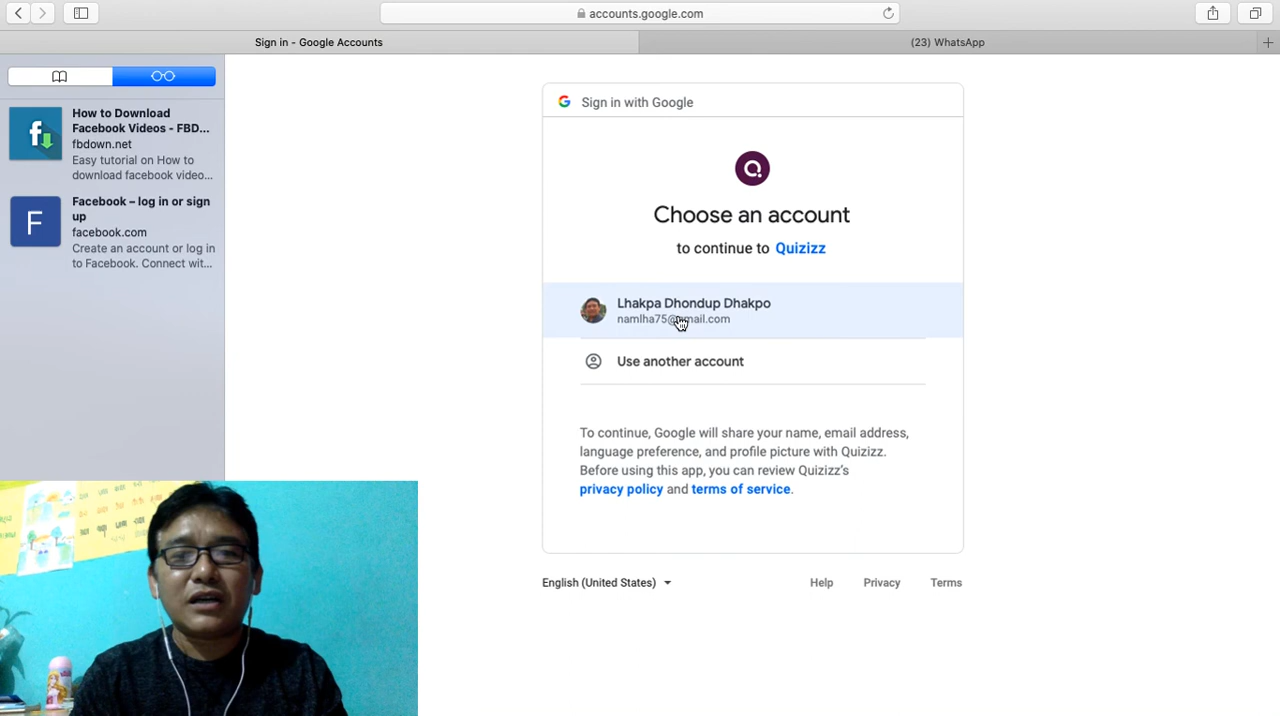 accounts.google.com
Sign in - Google Accounts
(23) WhatsApp
How to Download
Facebook Videos - FBD...
fbdown.net
Easy tutorial on How to
download facebook video...
F
Facebook – log in or sign
up
facebook.com
Create an account or log in
to Facebook. Connect wit...
Sign in with Google
Choose an account
to continue to Quizizz
Lhakpa Dhondup Dhakpo
Use another account
To continue, Google will share your name, email address,
language preference, and profile picture with Quizizz.
Before using this app, you can review Quizizz's
privacy policy and terms of service.
English (United States)
Help Privacy Terms